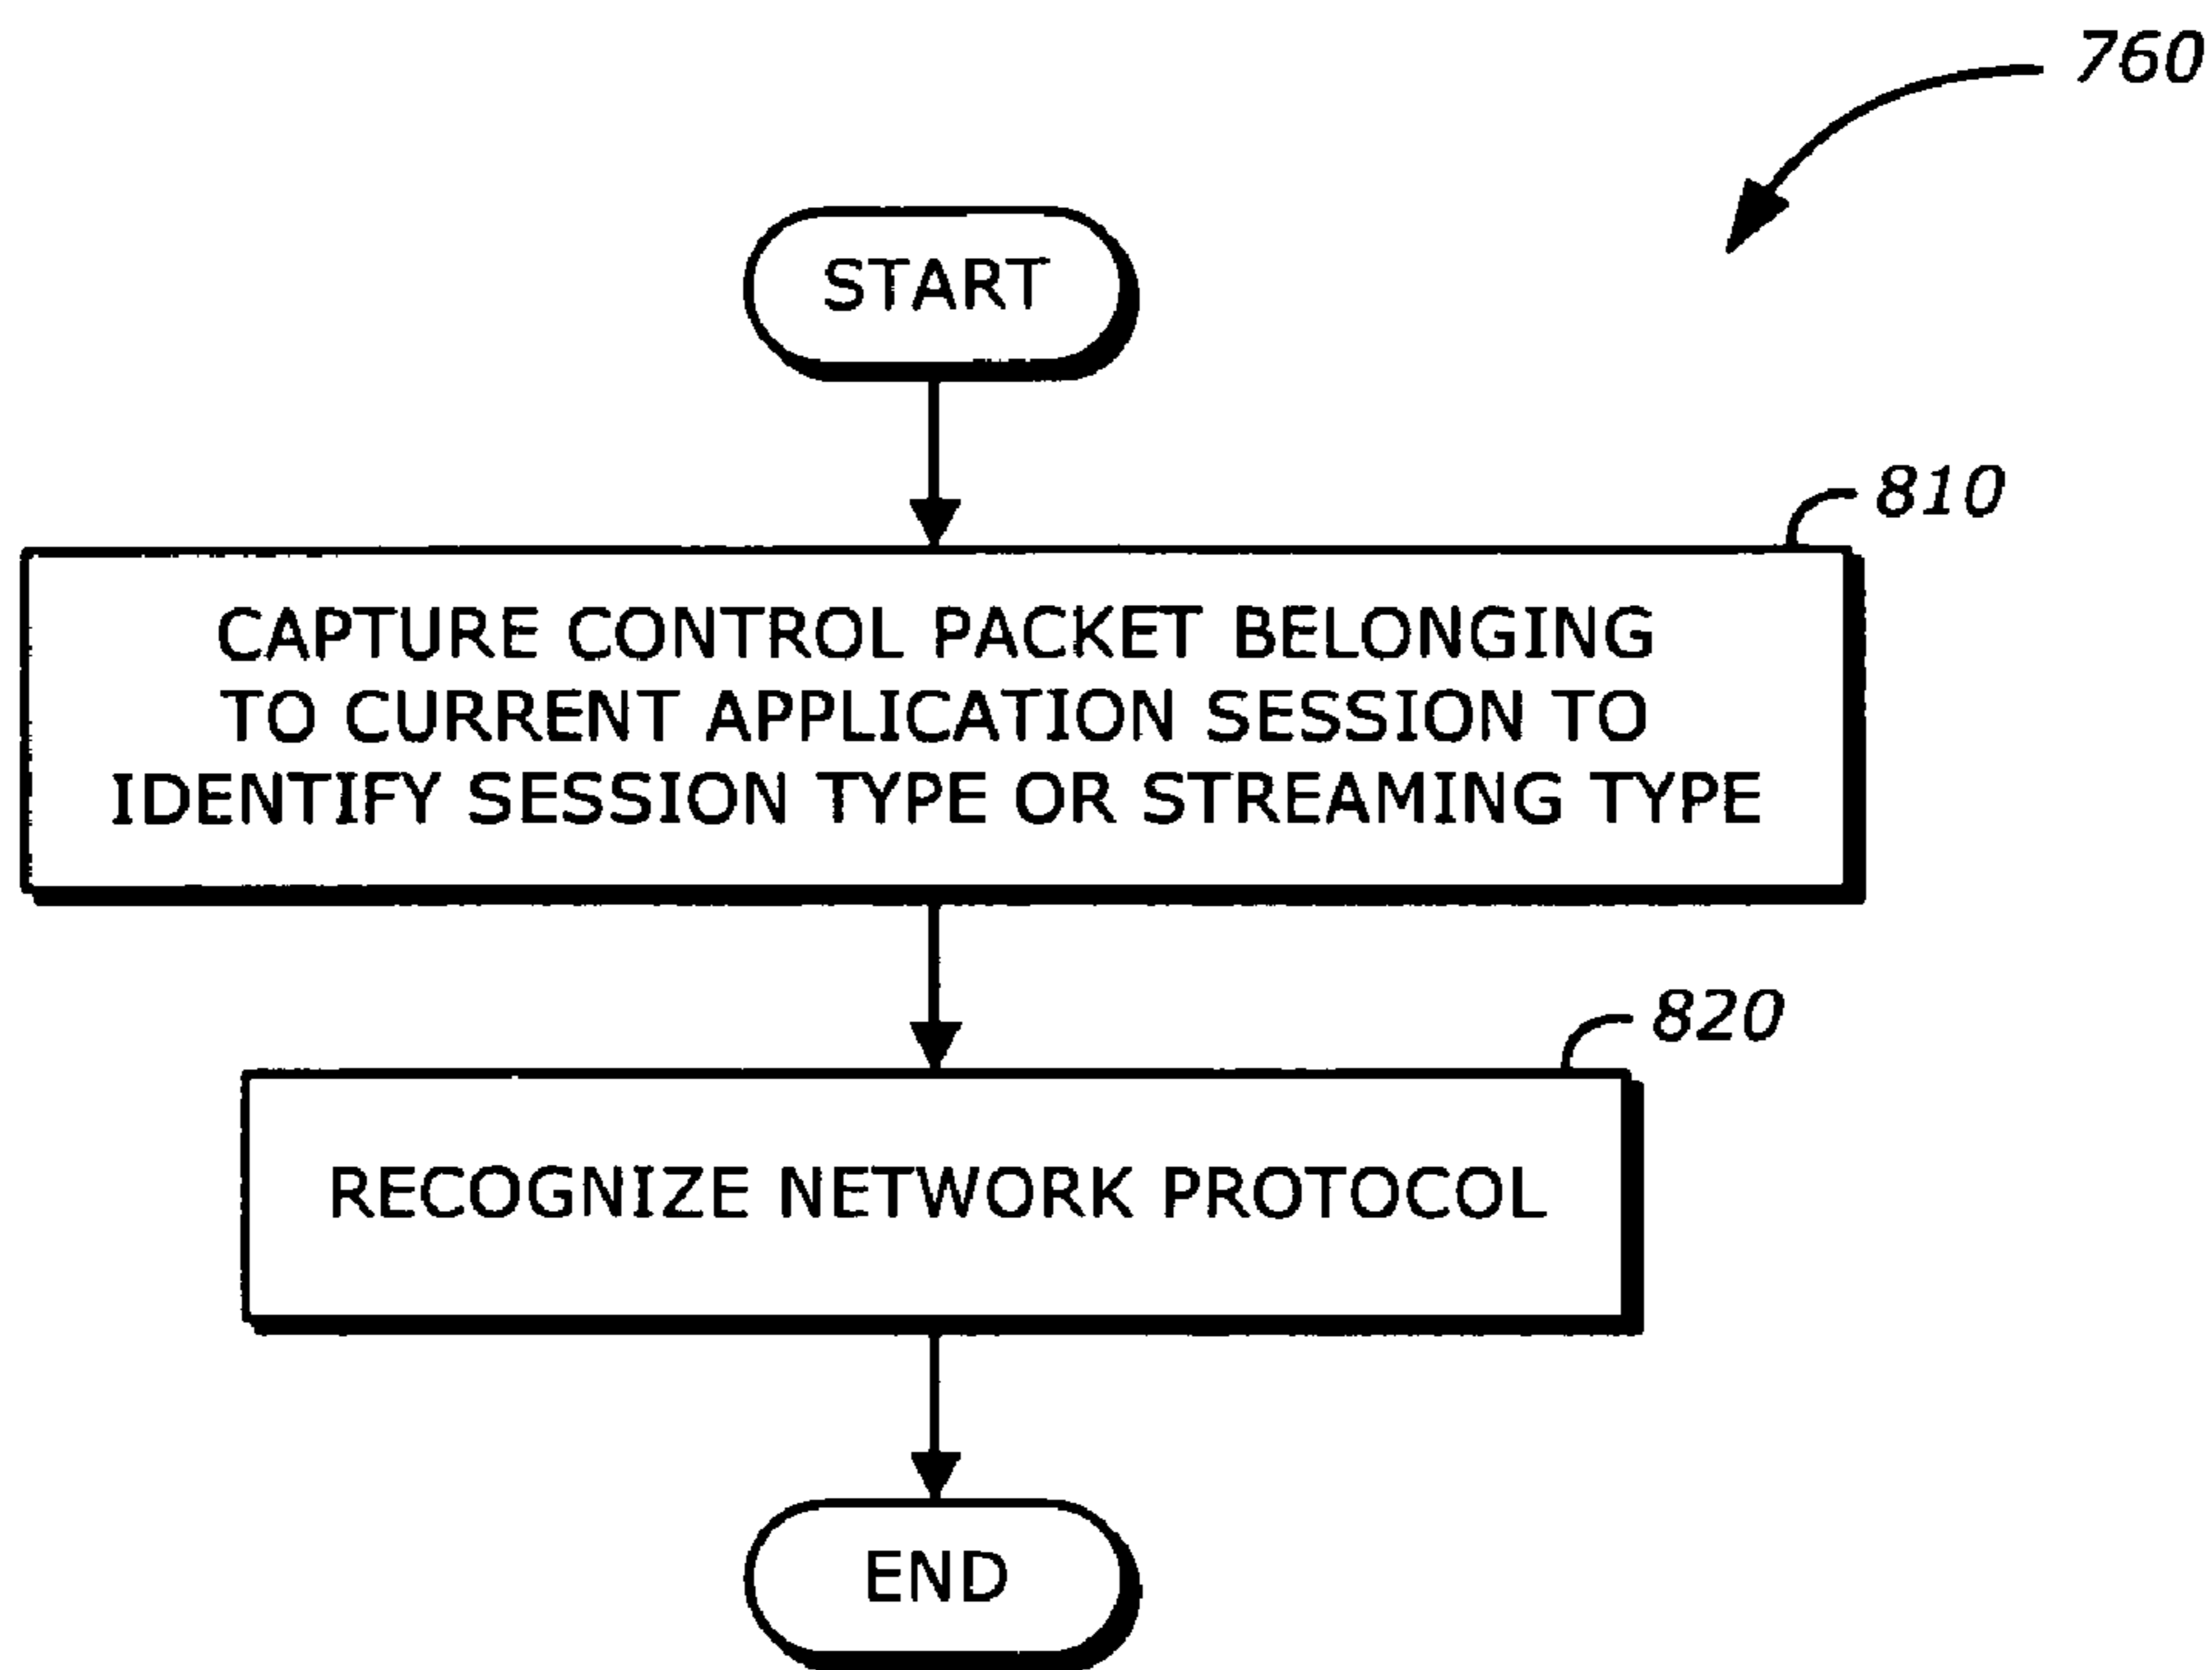 760
START
810
CAPTURE CONTROL PACKET BELONGING
TO CURRENT APPLICATION SESSION TO
IDENTIFY SESSION TYPE OR STREAMING TYPE
820
RECOGNIZE NETWORK PROTOCOL
END